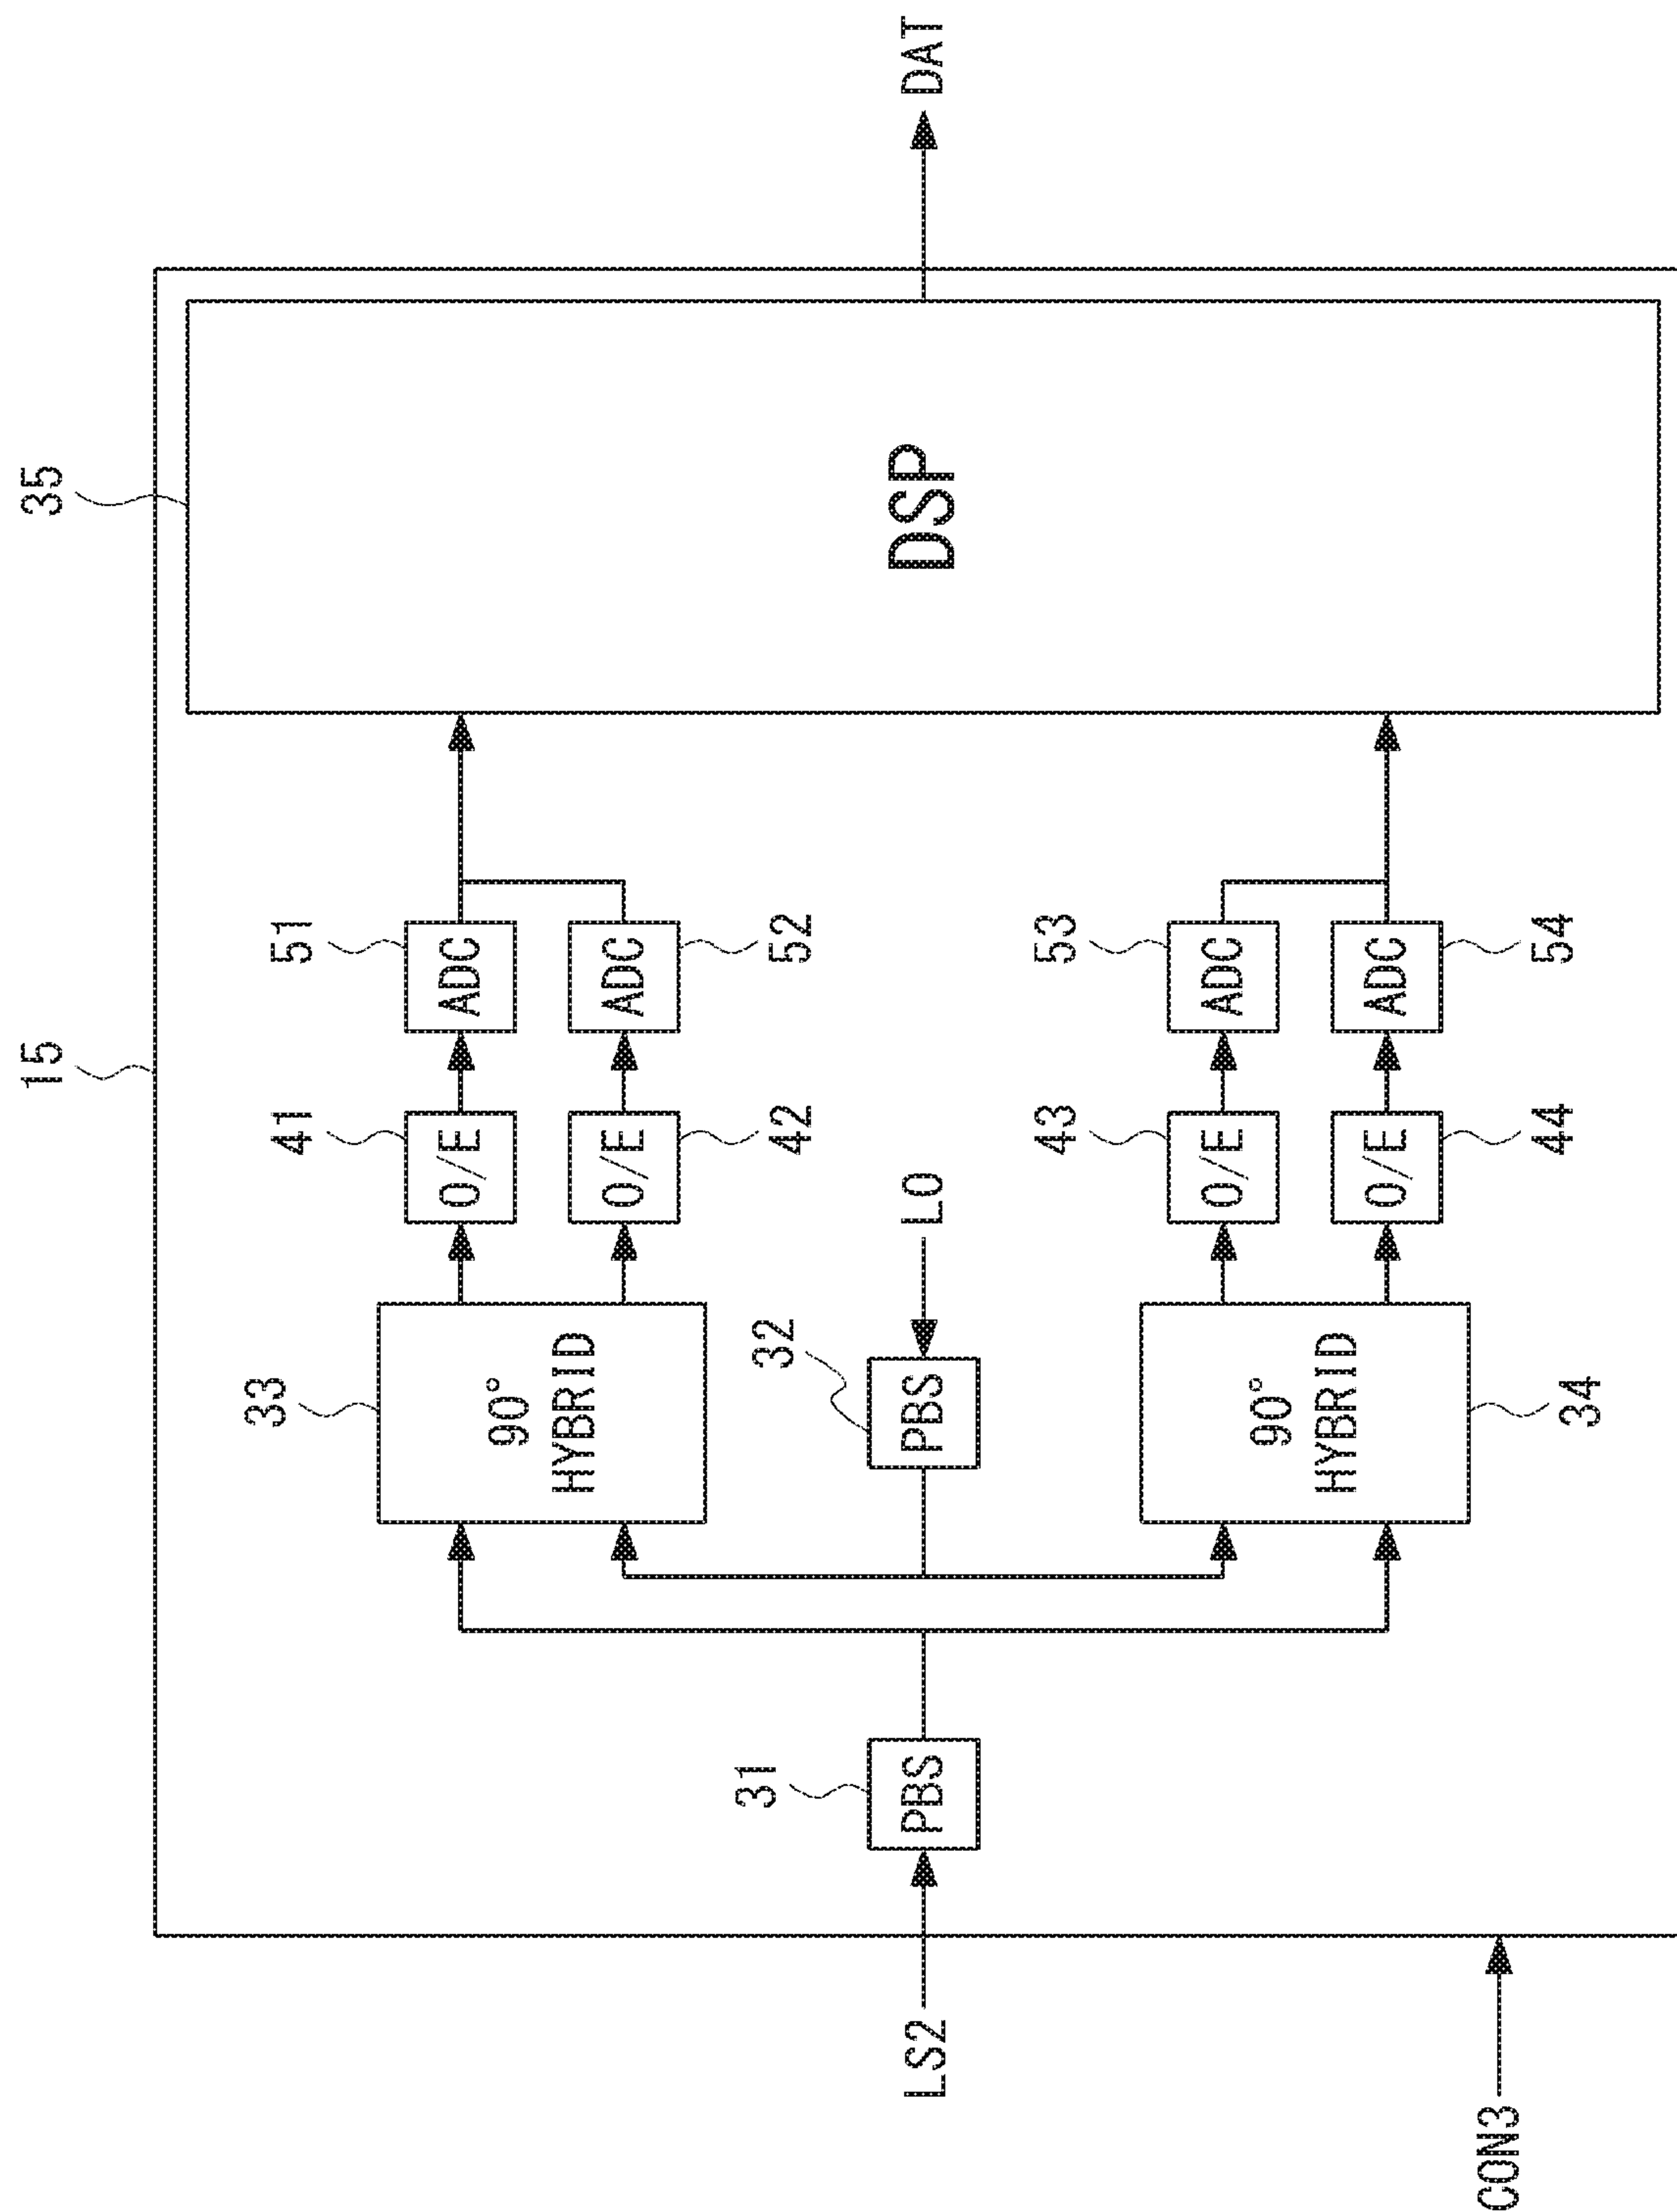 15
35
33
90°
HYBRID
41
O/E
51
ADC
42
O/E
52
ADC
DSP
LS2
31
PBS
32
PBS
LO
DAT
43
O/E
53
ADC
90°
HYBRID
34
44
O/E
54
ADC
CON3